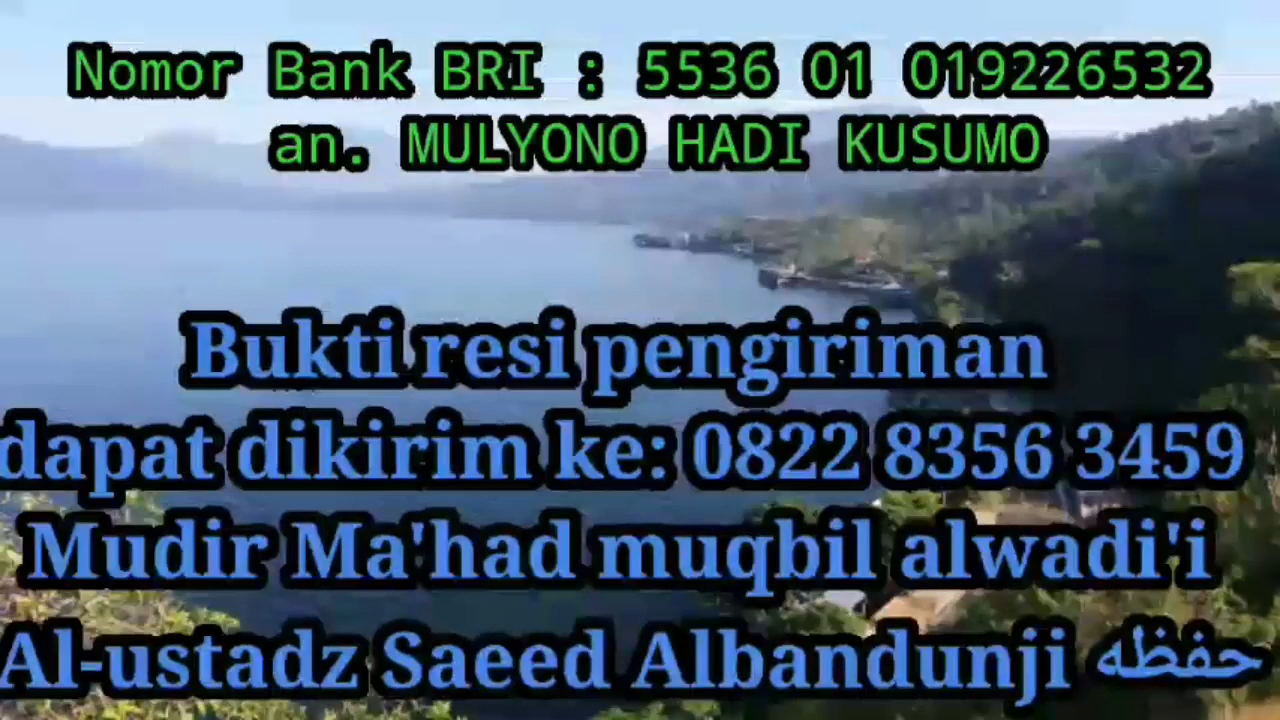 Nomor Bank BRI : 5536 01 019226532
an. MULYONO HADI KUSUMO
Bukti resi pengiriman
dapat dikirim ke: 0822 8356 3459
Mudir Ma'had muqbil alwadi'i
Al-ustadz Saeed Albandunji حفظه